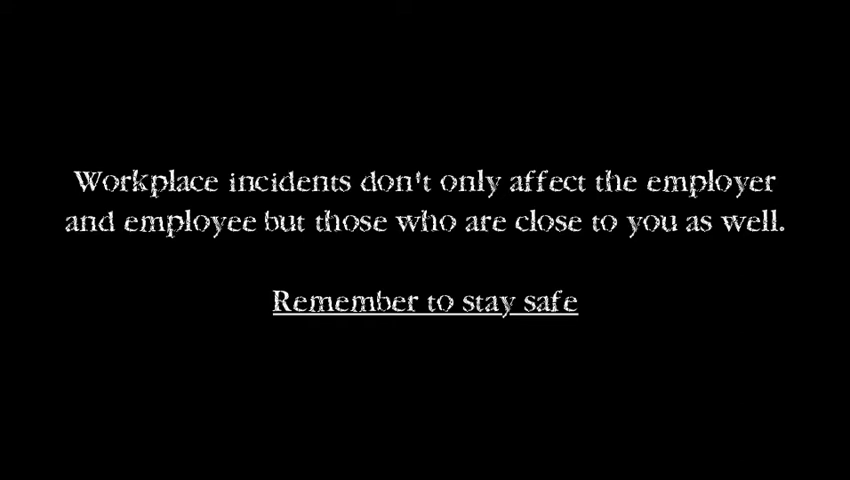 Workplace incidents don't only affect the employer
and employee but those who are close to you as well.
Remember to stay safe